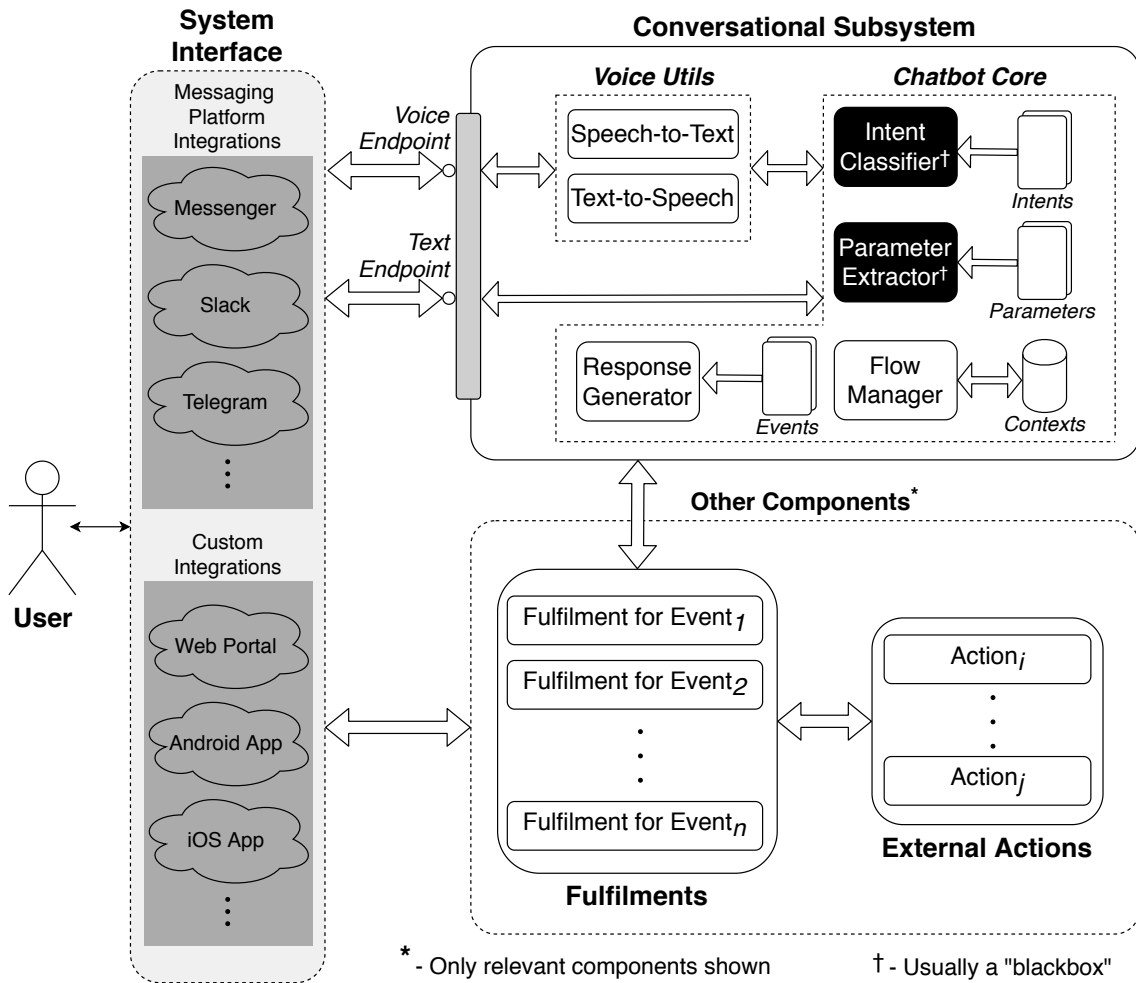 System
Interface
Messaging
Platform
Integrations
Messenger
Slack
Telegram
Custom
Integrations
Web Portal
Android App
iOS App
User
Voice
Endpoint
Text
Endpoint
Conversational Subsystem
Voice Utils
Speech-to-Text
Text-to-Speech
Chatbot Core
Intent
Classifier†
Intents
Parameter
Extractor†
Parameters
Response
Generator
Events
Flow
Manager
Contexts
Other Components*
Fulfilment for Event1
Fulfilment for Event2
Fulfilment for Eventn
Fulfilments
Actioni
Actionj
External Actions
* - Only relevant components shown
† - Usually a "blackbox"